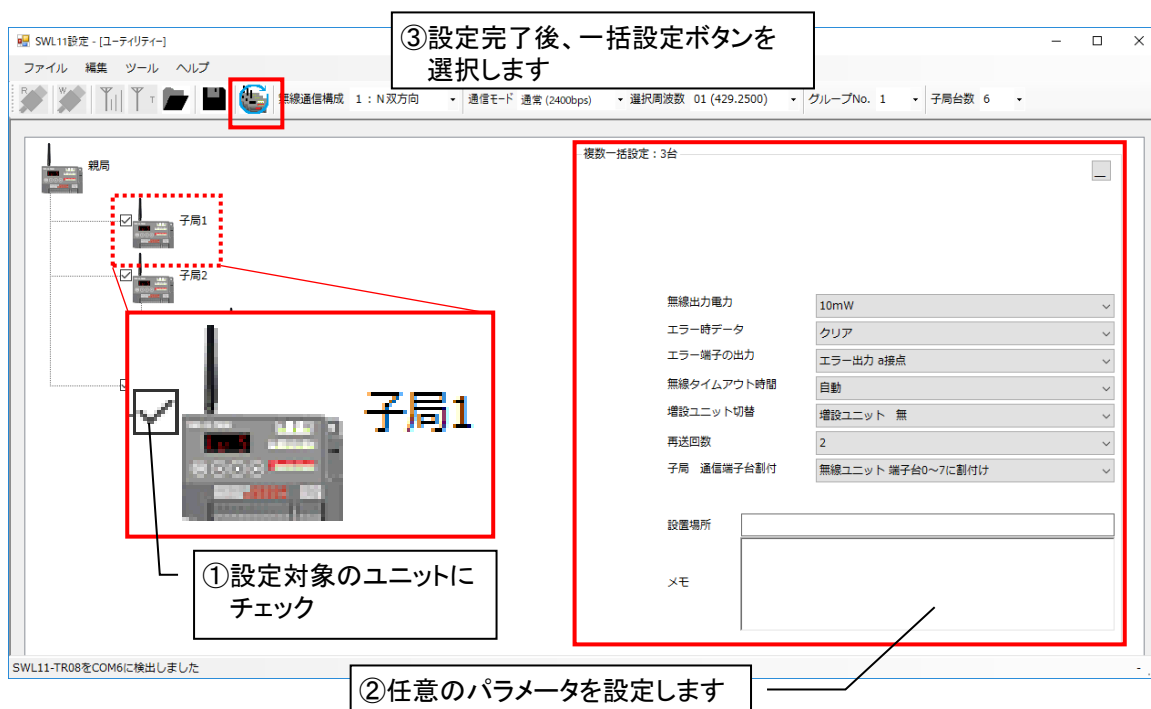 ③設定完了後、一括設定ボタンを
選択します
SWL11設定 - [ユーティリティー]
ファイル 編集 ツール ヘルプ
R W T 無線通信構成 1:N双方向 通信モード 通常 (2400bps) 選択周波数 01 (429.2500) グループNo. 1 子局台数 6
親局
子局1
子局2
子局1
①設定対象のユニットに
チェック
複数一括設定:3台
無線出力電力 10mW
エラー時データ クリア
エラー端子の出力 エラー出力 a接点
無線タイムアウト時間 自動
増設ユニット切替 増設ユニット 無
再送回数 2
子局 通信端子台割付 無線ユニット 端子台0~7に割付け
設置場所
メモ
SWL11-TR08をCOM6に検出しました
②任意のパラメータを設定します